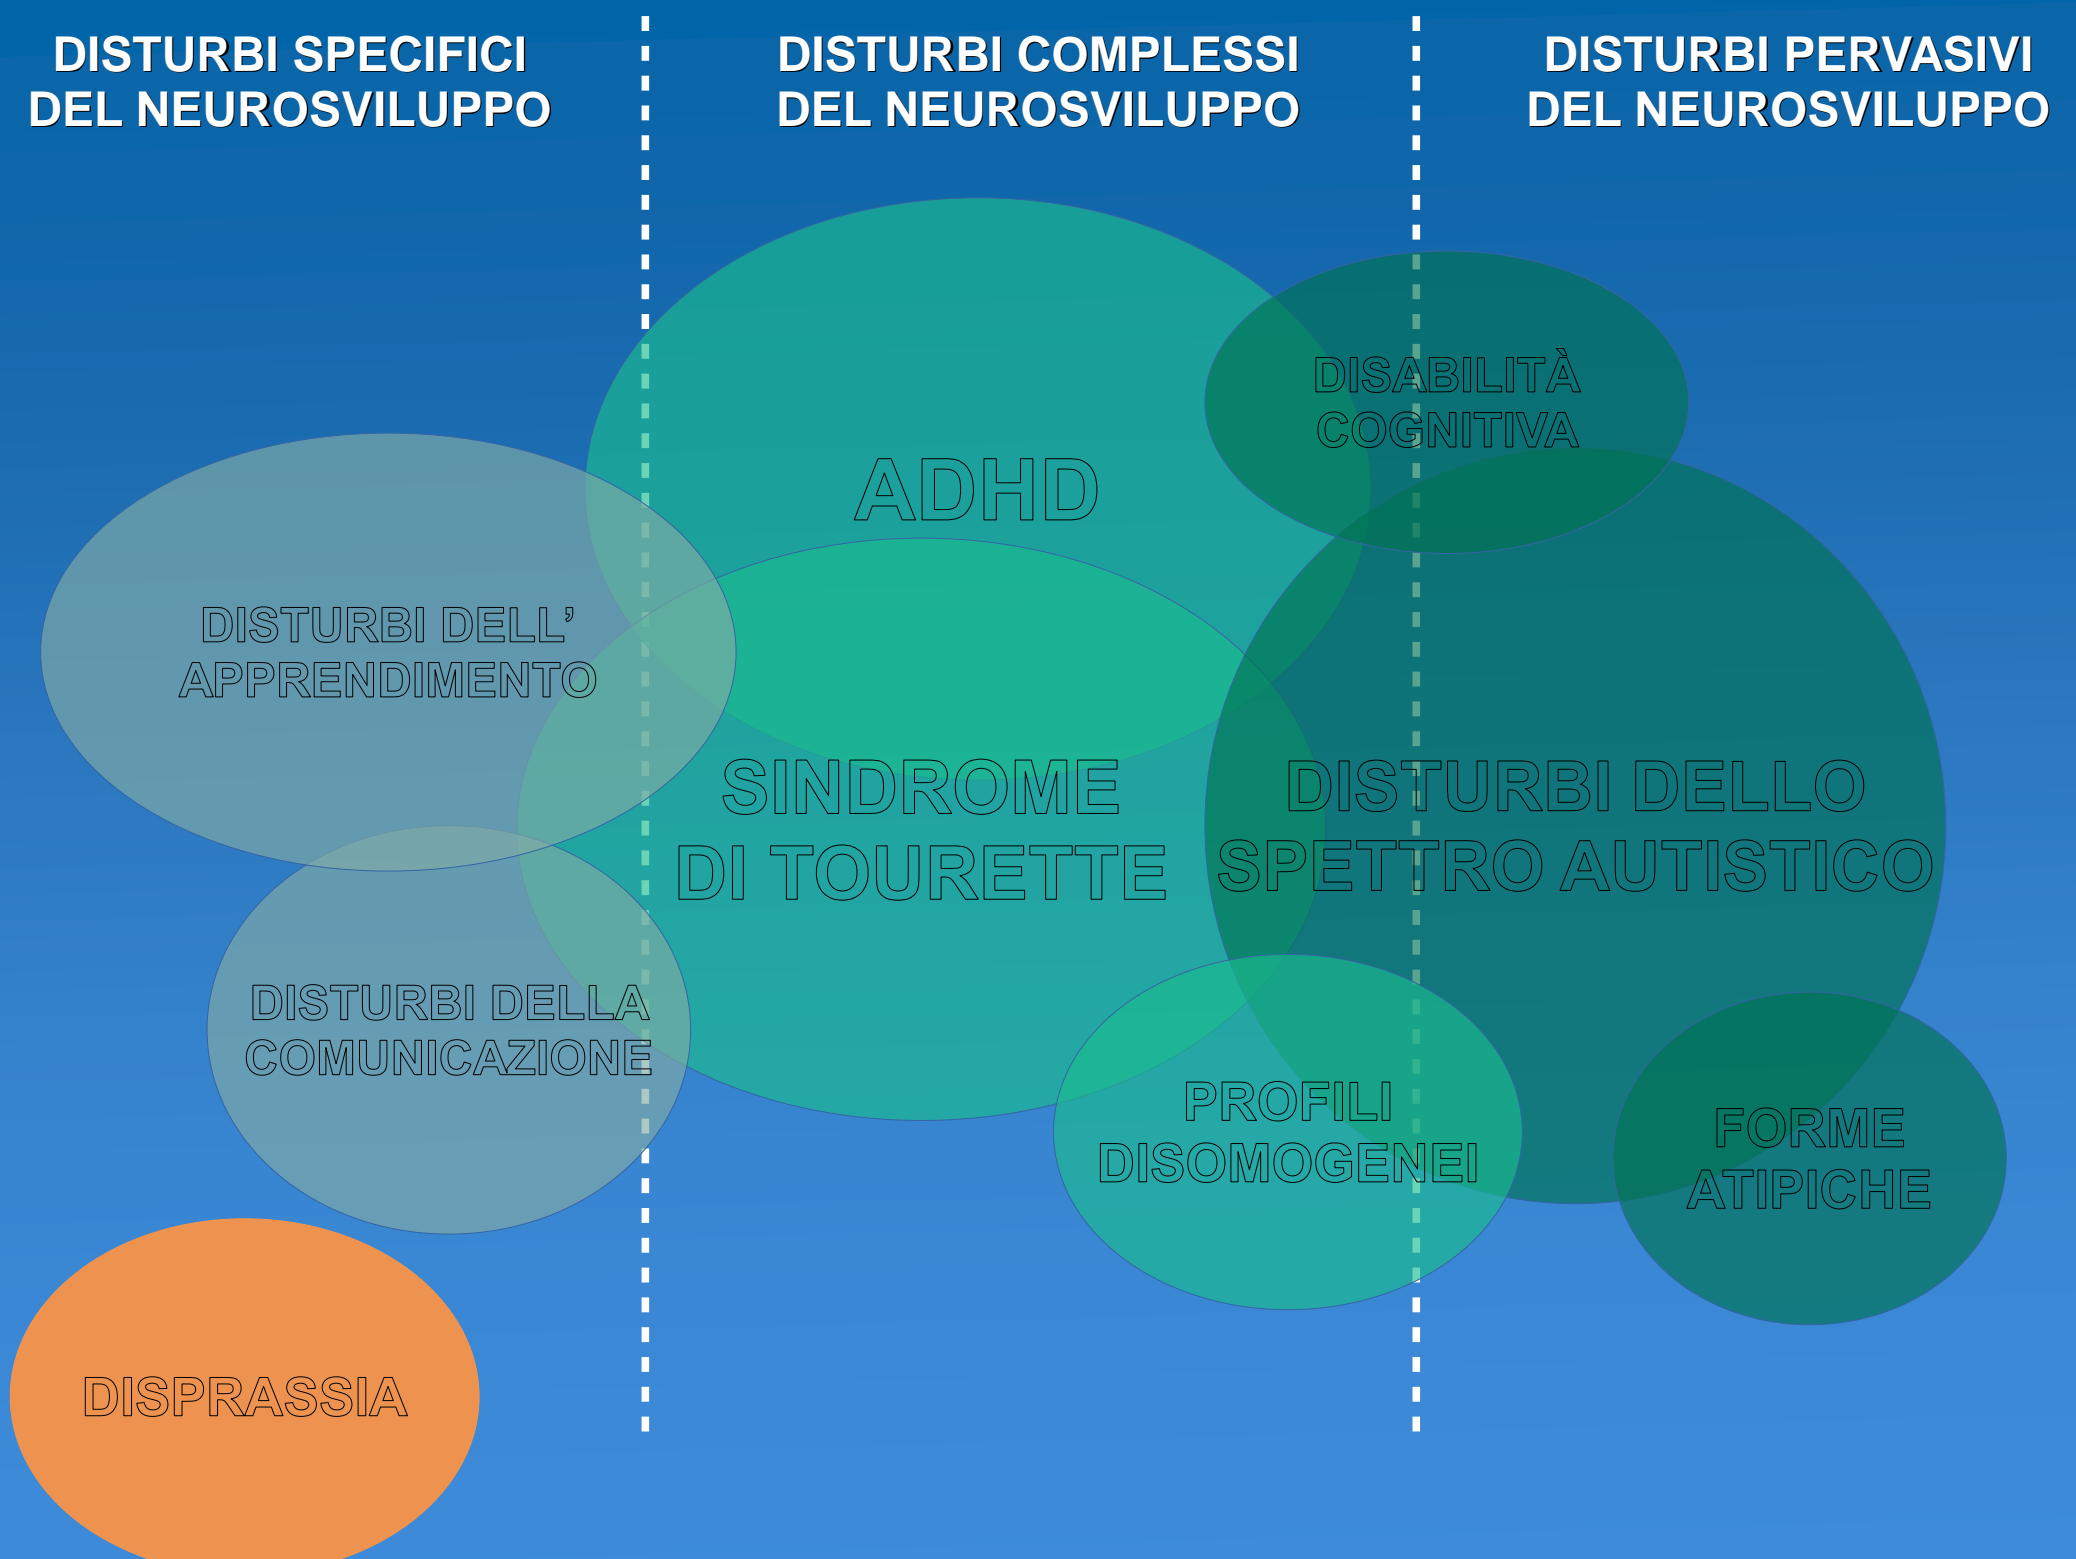 DISTURBI SPECIFICI
DEL NEUROSVILUPPO
DISTURBI COMPLESSI
DEL NEUROSVILUPPO
DISTURBI PERVASIVI
DEL NEUROSVILUPPO
DISABILITÀ
COGNITIVA
ADHD
DISTURBI DELL’
APPRENDIMENTO
SINDROME
DI TOURETTE
DISTURBI DELLO
SPETTRO AUTISTICO
DISTURBI DELLA
COMUNICAZIONE
PROFILI
DISOMOGENEI
FORME
ATIPICHE
DISPRASSIA